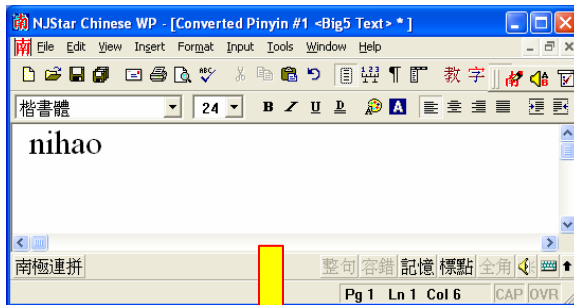 NJStar Chinese WP - [Converted Pinyin #1 <Big5 Text> * ]
File Edit View Insert Format Input Tools Window Help
教 字
楷書體 24 B I U D A
nihao
南極連拼 整句 容錯 記憶 標點 全角
Pg 1 Ln 1 Col 6 CAP OVR